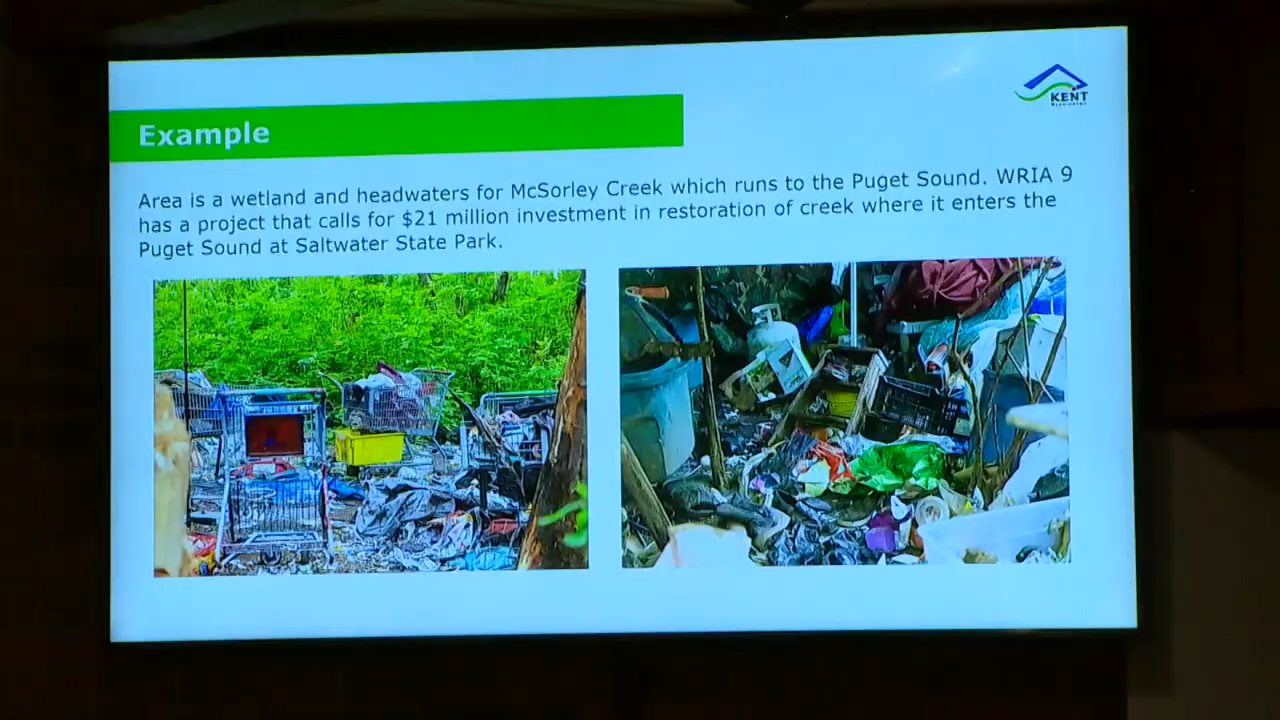 KENT
Example
Area is a wetland and headwaters for McSorley Creek which runs to the Puget Sound. WRIA 9
has a project that calls for $21 million investment in restoration of creek where it enters the
Puget Sound at Saltwater State Park.